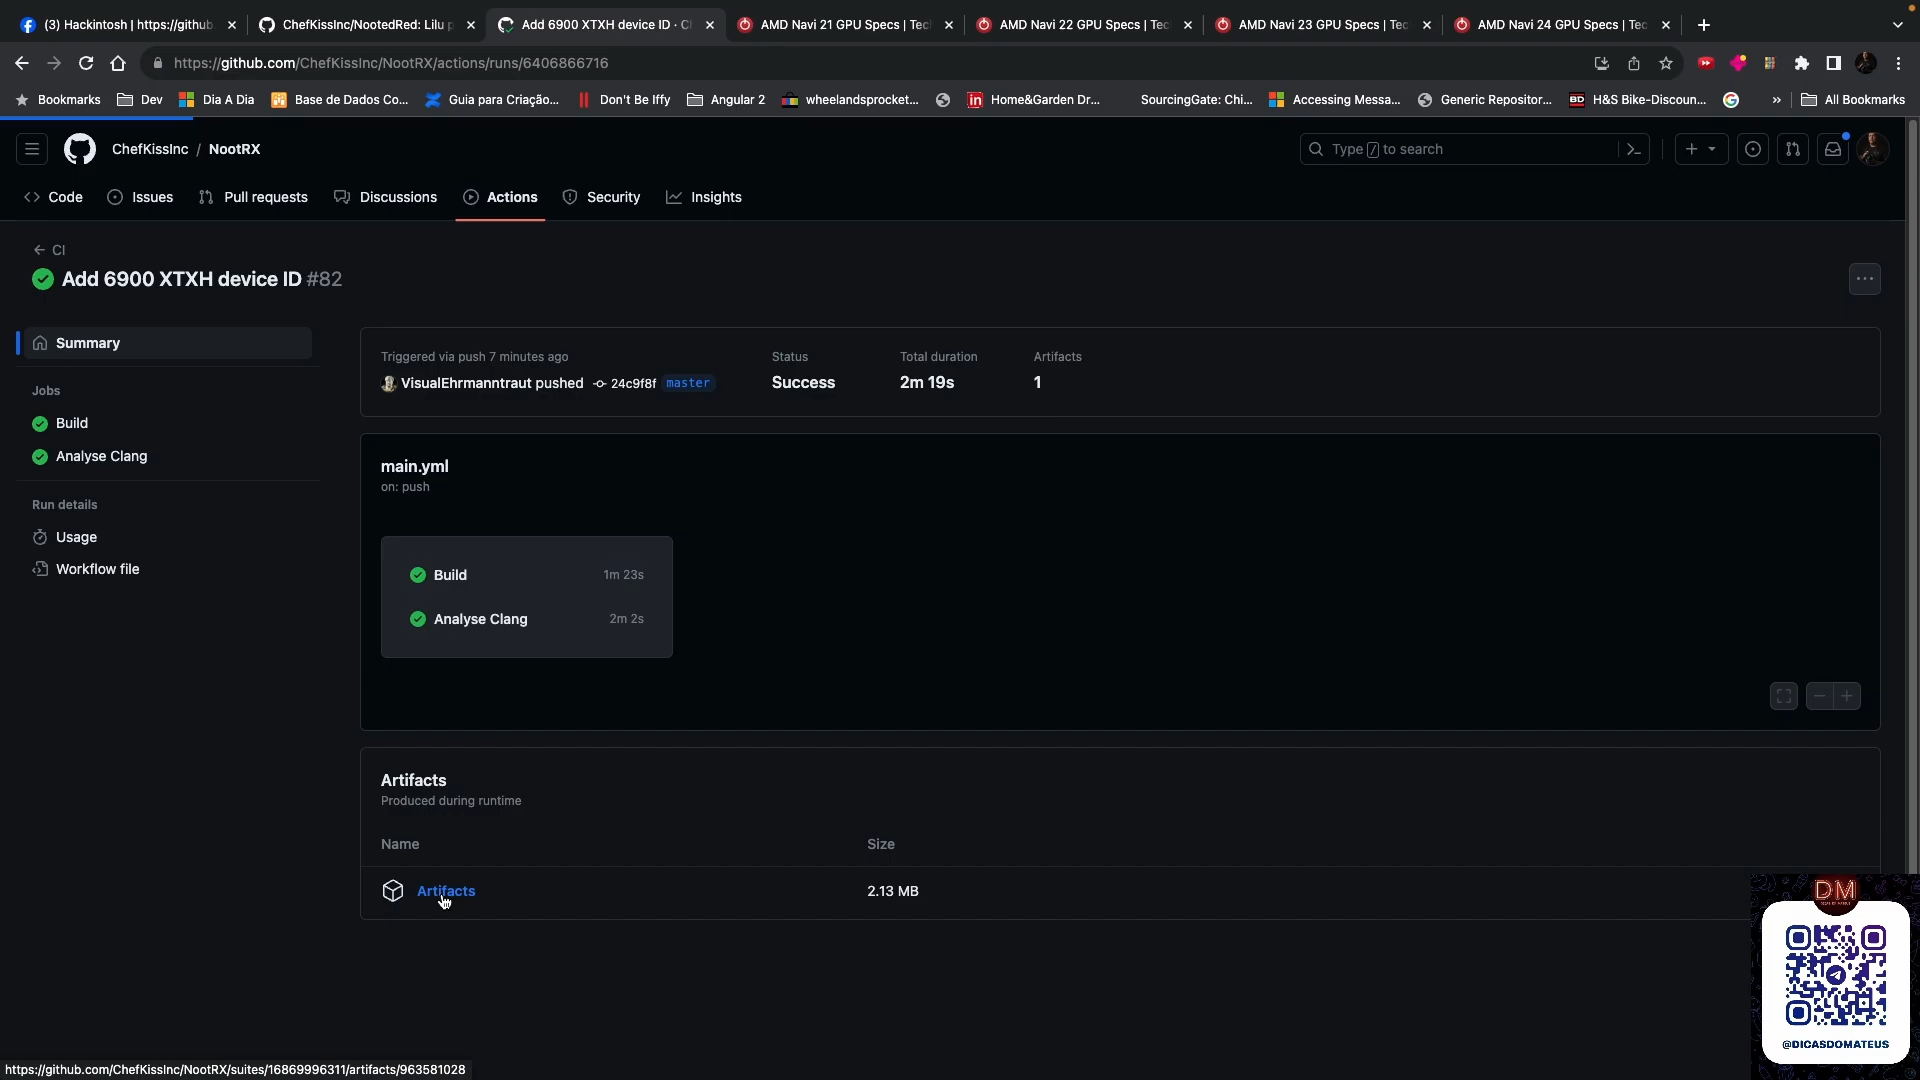 (3) Hackintosh | https://github
ChefKissInc/NootedRed: Lilu p
Add 6900 XTXH device ID · C
AMD Navi 21 GPU Specs | Tec
AMD Navi 22 GPU Specs | Tec
AMD Navi 23 GPU Specs | Tec
AMD Navi 24 GPU Specs | Tec
https://github.com/ChefKissInc/NootRX/actions/runs/6406866716
Bookmarks
Dev
Dia A Dia
Base de Dados Co...
Guia para Criação...
Don't Be Iffy
Angular 2
wheelandsprocket...
Home&Garden Dr...
SourcingGate: Chi...
Accessing Messa...
Generic Repositor...
BD H&S Bike-Discoun...
»
All Bookmarks
ChefKissInc / NootRX
Type / to search
Code
Issues
Pull requests
Discussions
Actions
Security
Insights
← CI
Add 6900 XTXH device ID #82
Summary
Jobs
Build
Analyse Clang
Run details
Usage
Workflow file
Triggered via push 7 minutes ago
VisualEhrmanntraut pushed 24c9f8f master
Status
Success
Total duration
2m 19s
Artifacts
1
main.yml
on: push
Build 1m 23s
Analyse Clang 2m 2s
Artifacts
Produced during runtime
Name Size
Artifacts 2.13 MB
DM
@DICASDOMATEUS
https://github.com/ChefKissInc/NootRX/suites/16869996311/artifacts/963581028